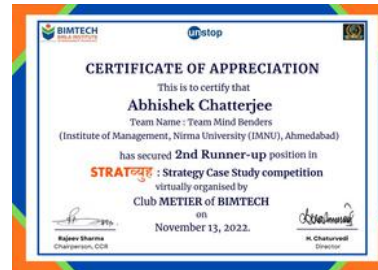 BIMTECH
BIRLA INSTITUTE
unstop
CERTIFICATE OF APPRECIATION
This is to certify that
Abhishek Chatterjee
Team Name : Team Mind Benders
(Institute of Management, Nirma University (IMNU), Ahmedabad)
has secured 2nd Runner-up position in
STRATव्यूह : Strategy Case Study competition
virtually organised by
Club METIER of BIMTECH
on
November 13, 2022.
Rajeev Sharma
Chairperson, CCR
H. Chaturvedi
Director